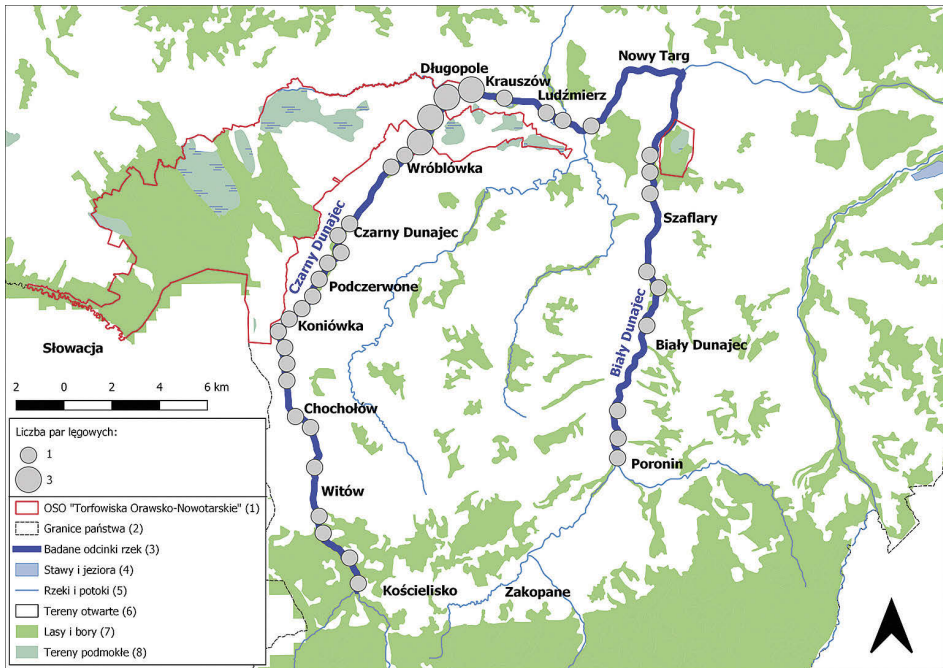 Nowy Targ
Długopole
Krauszów
Ludźmierz
Wróblówka
Szaflary
Czarny Dunajec
Czarny Dunajec
Podczerwone
Koniówka
Biały Dunajec
Biały Dunajec
Słowacja
2 0 2 4 6 km
Chochołów
Poronin
Witów
Kościelisko
Zakopane
Liczba par lęgowych:
1
3
OSO "Torfowiska Orawsko-Nowotarskie" (1)
Granice państwa (2)
Badane odcinki rzek (3)
Stawy i jeziora (4)
Rzeki i potoki (5)
Tereny otwarte (6)
Lasy i bory (7)
Tereny podmokłe (8)